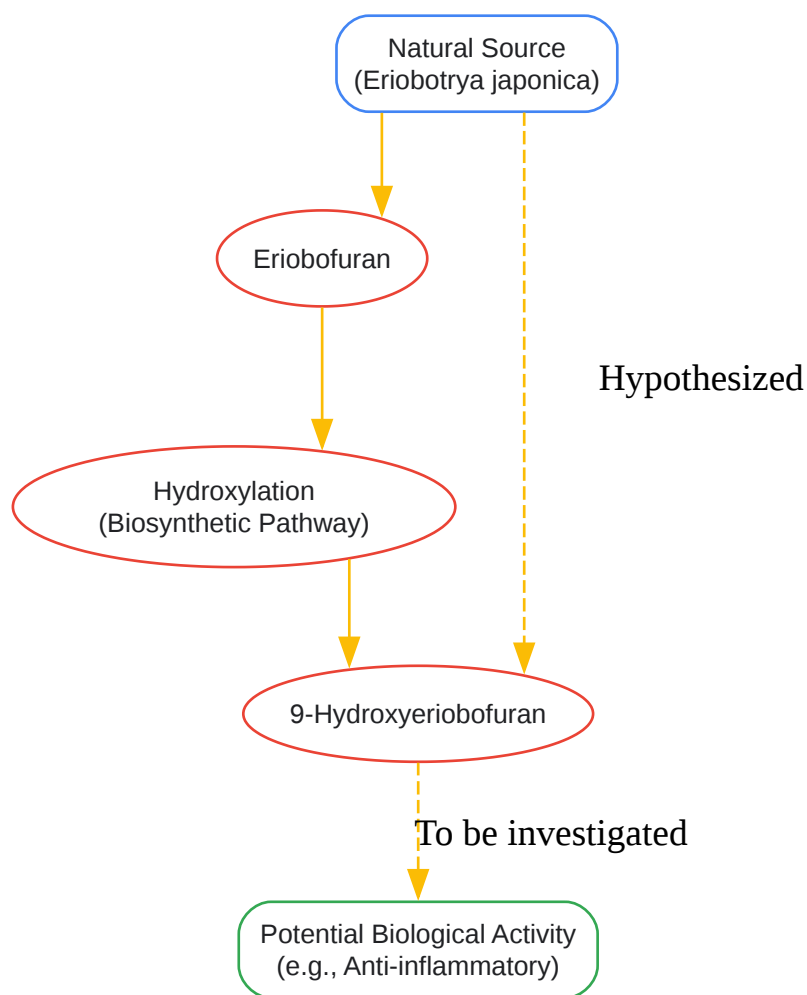 Natural Source
(Eriobotrya japonica)
Eriobofuran
Hypothesized
Hydroxylation
(Biosynthetic Pathway)
9-Hydroxyeriobofuran
To be investigated
Potential Biological Activity
(e.g., Anti-inflammatory)